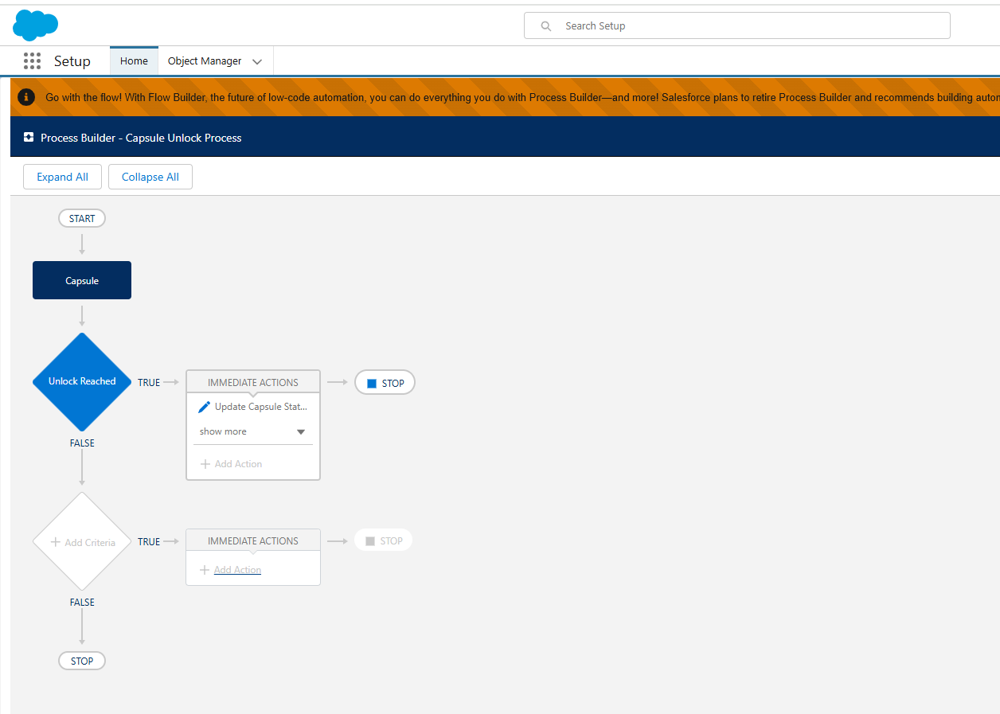 Search Setup
Setup
Home
Object Manager
Go with the flow! With Flow Builder, the future of low-code automation, you can do everything you do with Process Builder—and more! Salesforce plans to retire Process Builder and recommends building
Process Builder - Capsule Unlock Process
Expand All
Collapse All
START
Capsule
Unlock Reached
TRUE
IMMEDIATE ACTIONS
STOP
Update Capsule Stat...
show more
Add Action
FALSE
Add Criteria
TRUE
IMMEDIATE ACTIONS
STOP
Add Action
FALSE
STOP